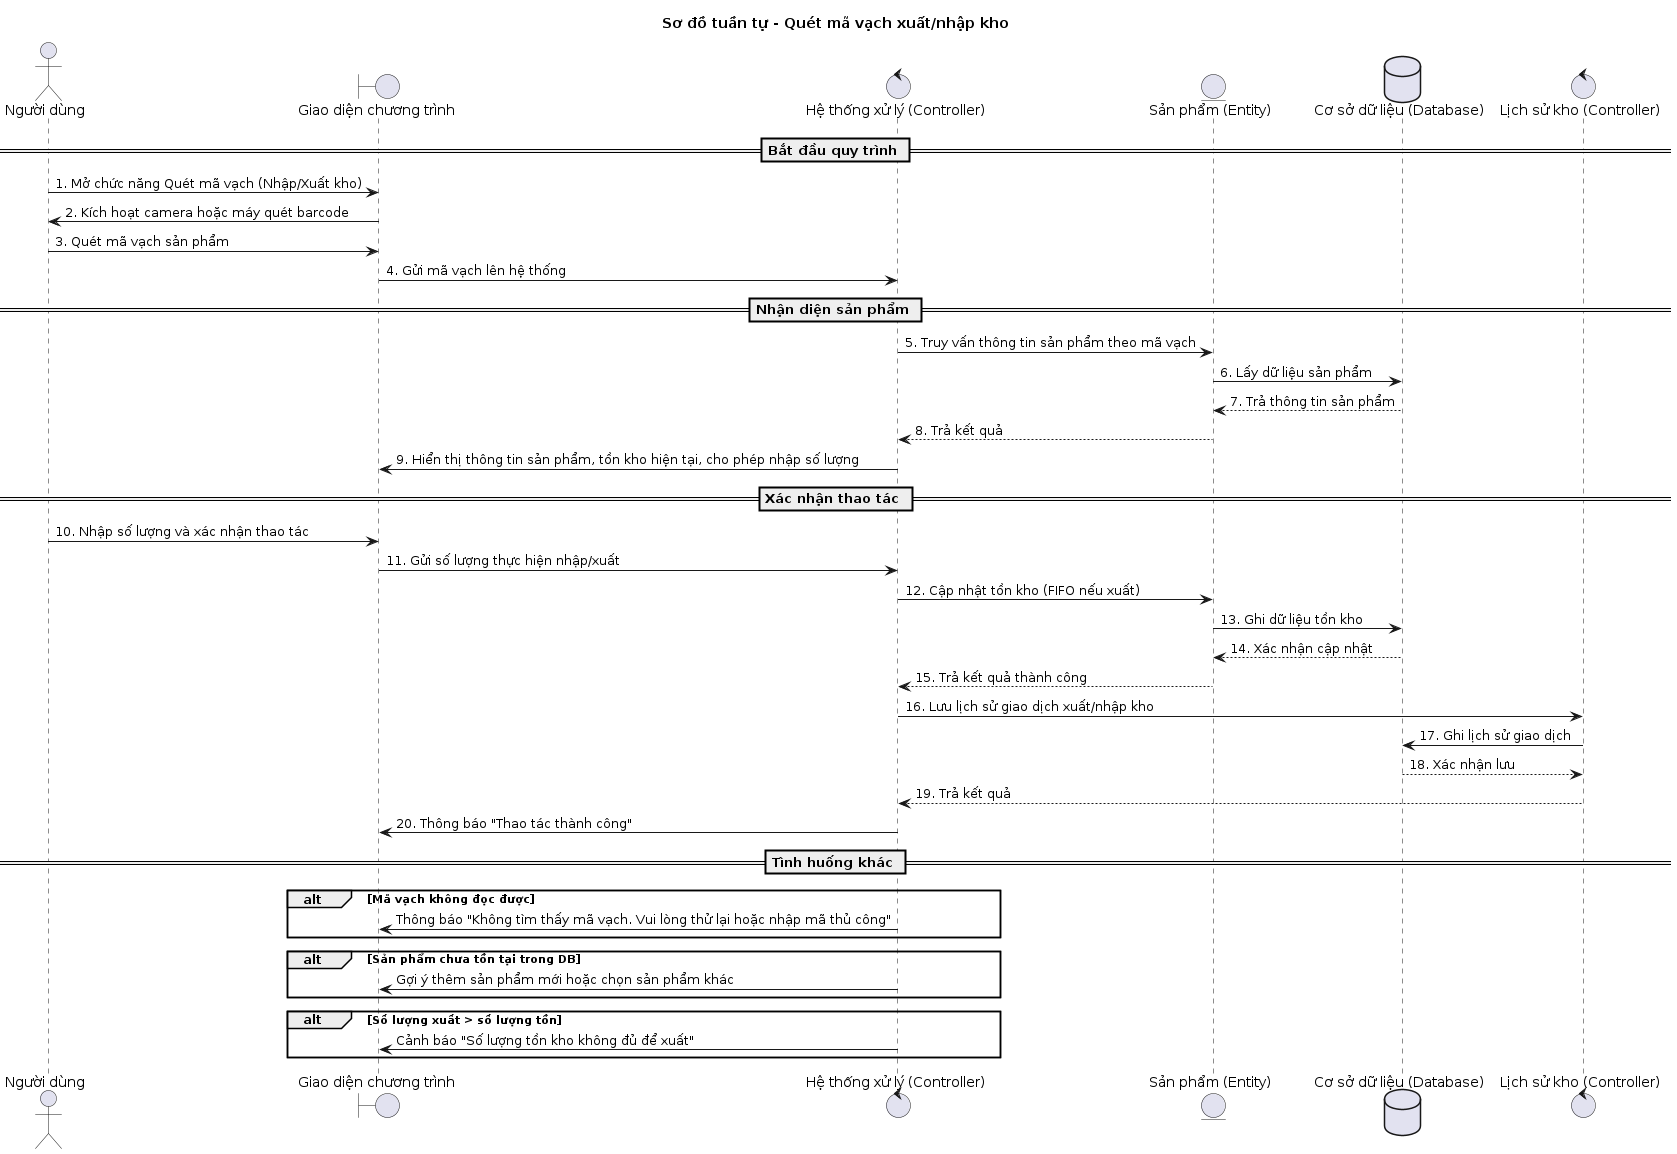 Sơ đồ tuần tự - Quét mã vạch xuất/nhập kho
Người dùng
Giao diện chương trình
Hệ thống xử lý (Controller)
Sản phẩm (Entity)
Cơ sở dữ liệu (Database)
Lịch sử kho (Controller)
Bắt đầu quy trình
1. Mở chức năng Quét mã vạch (Nhập/Xuất kho)
2. Kích hoạt camera hoặc máy quét barcode
3. Quét mã vạch sản phẩm
4. Gửi mã vạch lên hệ thống
Nhận diện sản phẩm
5. Truy vấn thông tin sản phẩm theo mã vạch
6. Lấy dữ liệu sản phẩm
7. Trả thông tin sản phẩm
8. Trả kết quả
9. Hiển thị thông tin sản phẩm, tồn kho hiện tại, cho phép nhập số lượng
Xác nhận thao tác
10. Nhập số lượng và xác nhận thao tác
11. Gửi số lượng thực hiện nhập/xuất
12. Cập nhật tồn kho (FIFO nếu xuất)
13. Ghi dữ liệu tồn kho
14. Xác nhận cập nhật
15. Trả kết quả thành công
16. Lưu lịch sử giao dịch xuất/nhập kho
17. Ghi lịch sử giao dịch
18. Xác nhận lưu
19. Trả kết quả
20. Thông báo "Thao tác thành công"
Tình huống khác
alt [Mã vạch không đọc được]
Thông báo "Không tìm thấy mã vạch. Vui lòng thử lại hoặc nhập mã thủ công"
alt [Sản phẩm chưa tồn tại trong DB]
Gợi ý thêm sản phẩm mới hoặc chọn sản phẩm khác
alt [Số lượng xuất > số lượng tồn]
Cảnh báo "Số lượng tồn kho không đủ để xuất"
Người dùng
Giao diện chương trình
Hệ thống xử lý (Controller)
Sản phẩm (Entity)
Cơ sở dữ liệu (Database)
Lịch sử kho (Controller)